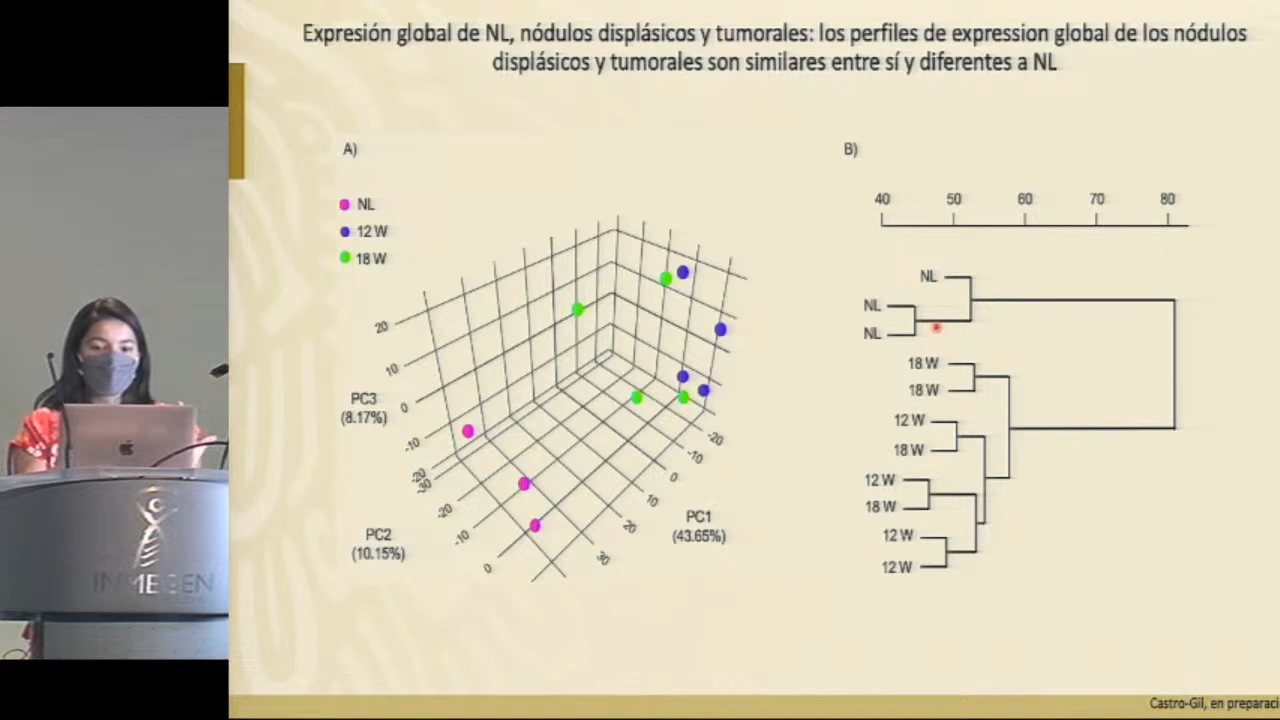 Expresión global de NL, nódulos displásicos y tumorales: los perfiles de expression global de los nódulos
displásicos y tumorales son similares entre sí y diferentes a NL
A)
NL
12 W
18 W
20
10
0
-10
-20
-30
PC3
(8.17%)
-20
-10
0
PC2
(10.15%)
-20
-10
0
10
20
30
PC1
(43.65%)
B)
40 50 60 70 80
NL
NL
NL
18 W
18 W
12 W
18 W
12 W
18 W
12 W
12 W
INMEGEN
Castro-Gil, en preparaci